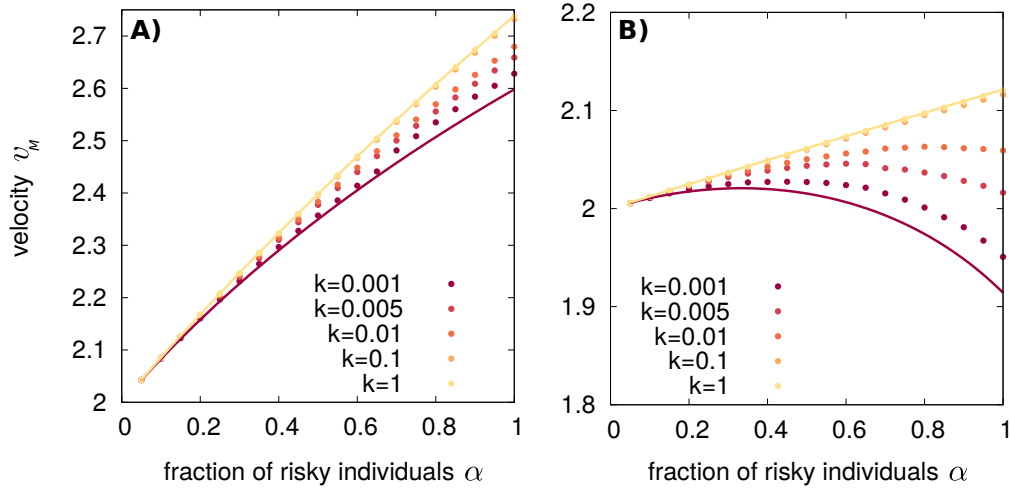 A)
velocity v_M
2.7
2.6
2.5
2.4
2.3
2.2
2.1
2
k=0.001
k=0.005
k=0.01
k=0.1
k=1
0 0.2 0.4 0.6 0.8 1
fraction of risky individuals α
B)
2.2
2.1
2
1.9
1.8
k=0.001
k=0.005
k=0.01
k=0.1
k=1
0 0.2 0.4 0.6 0.8 1
fraction of risky individuals α